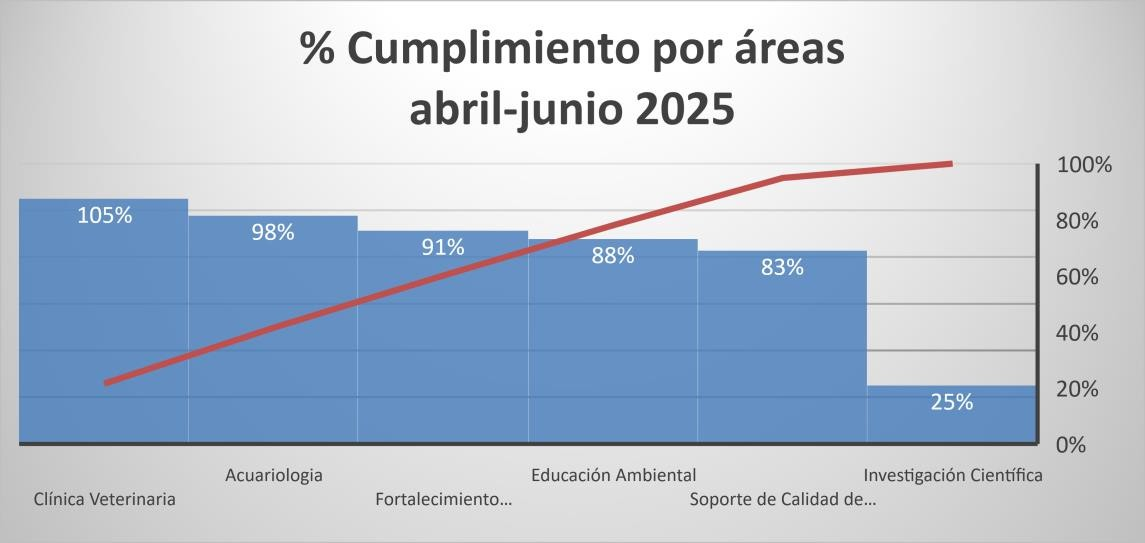 % Cumplimiento por áreas
abril-junio 2025
100%
80%
60%
40%
20%
0%
105%
98%
91%
88%
83%
25%
Clínica Veterinaria
Acuariologia
Fortalecimiento...
Educación Ambiental
Soporte de Calidad de...
Investigación Científica